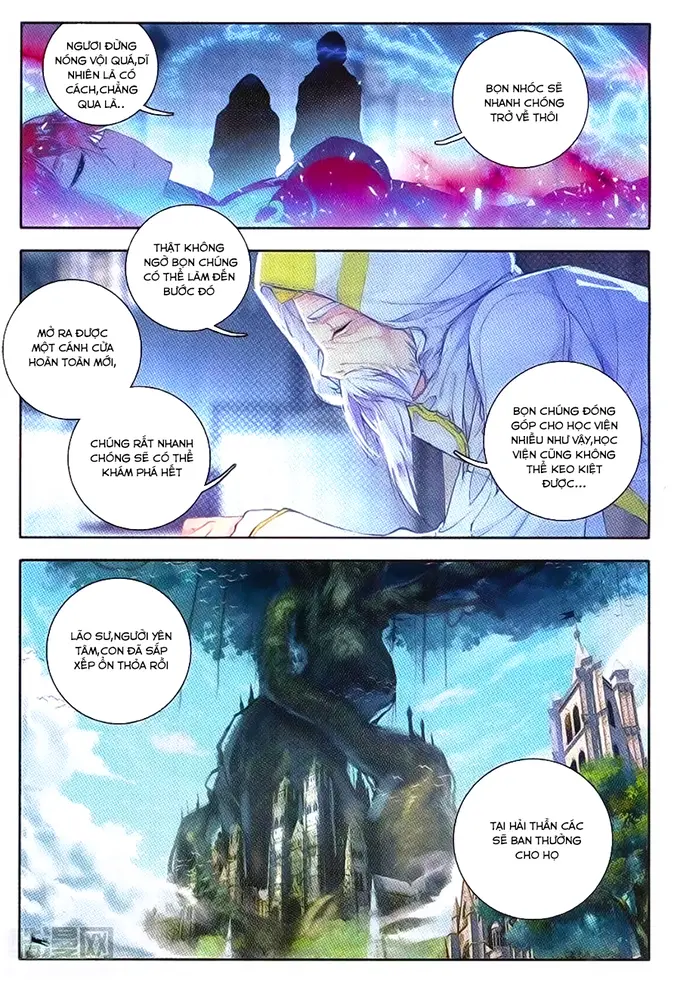 NGƯƠI ĐỪNG
NÓNG VỘI QUÁ,DĨ
NHIÊN LÀ CÓ
CÁCH,CHẲNG
QUA LÀ..
BỌN NHÓC SẼ
NHANH CHÓNG
TRỞ VỀ THÔI
THẬT KHÔNG
NGỜ BỌN CHÚNG
CÓ THỂ LÀM ĐẾN
BƯỚC ĐÓ
MỞ RA ĐƯỢC
MỘT CÁNH CỬA
HOÀN TOÀN MỚI,
CHÚNG RẤT NHANH
CHÓNG SẼ CÓ THỂ
KHÁM PHÁ HẾT
BỌN CHÚNG ĐÓNG
GÓP CHO HỌC VIỆN
NHIỀU NHƯ VẬY,HỌC
VIỆN CŨNG KHÔNG
THỂ KEO KIỆT
ĐƯỢC...
LÃO SƯ,NGƯỜI YÊN
TÂM,CON ĐÃ SẮP
XẾP ỔN THỎA RỒI
TẠI HẢI THẦN CÁC
SẼ BAN THƯỞNG
CHO HỌ
漫网